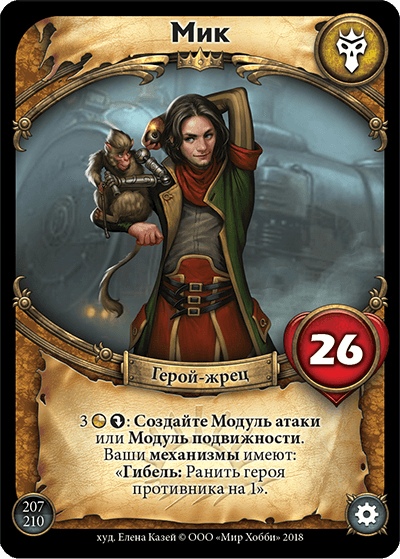 Мик
26
Герой-жрец
3 : Создайте Модуль атаки
или Модуль подвижности.
Ваши механизмы имеют:
«Гибель: Ранить героя
противника на 1».
207
210
худ. Елена Казей © ООО «Мир Хобби» 2018